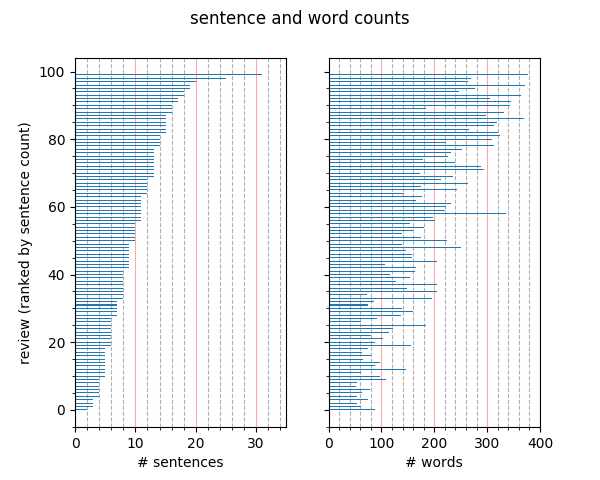 sentence and word counts
review (ranked by sentence count)
100
80
60
40
20
0
0 10 20 30
# sentences
0 100 200 300 400
# words